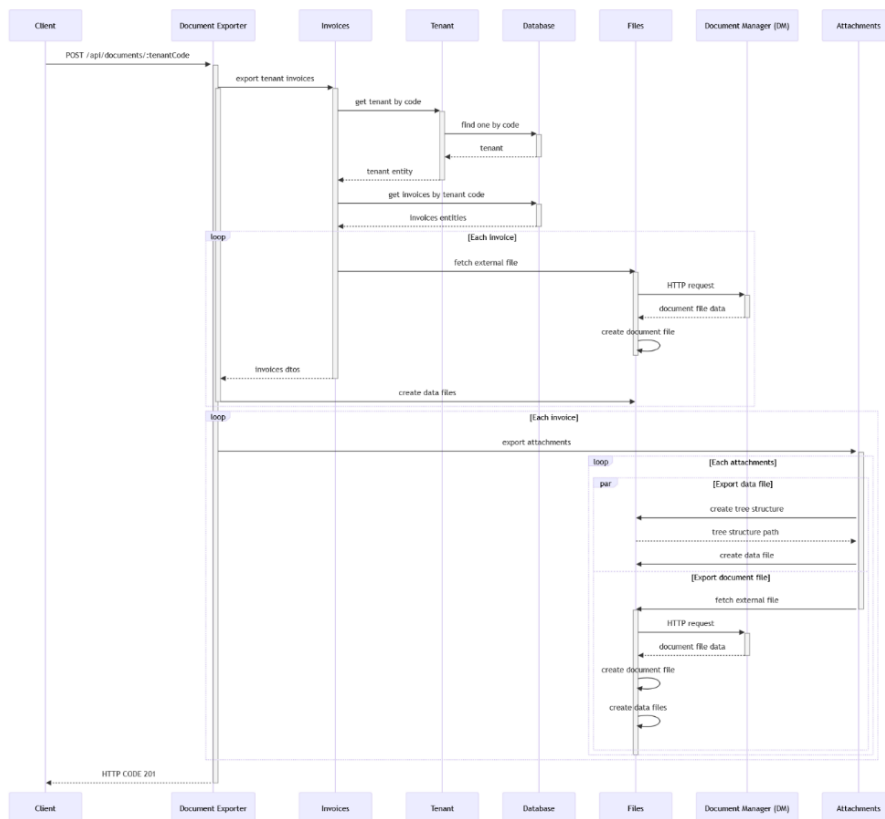 Client Document Exporter Invoices Tenant Database Files Document Manager (DM) Attachments
POST /api/documents/:tenantCode
export tenant invoices
get tenant by code
find one by code
tenant
tenant entity
get invoices by tenant code
invoices entities
loop [Each invoice]
fetch external file
HTTP request
document file data
create document file
invoices dtos
create data files
loop [Each invoice]
export attachments
loop [Each attachments]
par [Export data file]
create tree structure
tree structure path
create data file
[Export document file]
fetch external file
HTTP request
document file data
create document file
create data files
HTTP CODE 201
Client Document Exporter Invoices Tenant Database Files Document Manager (DM) Attachments